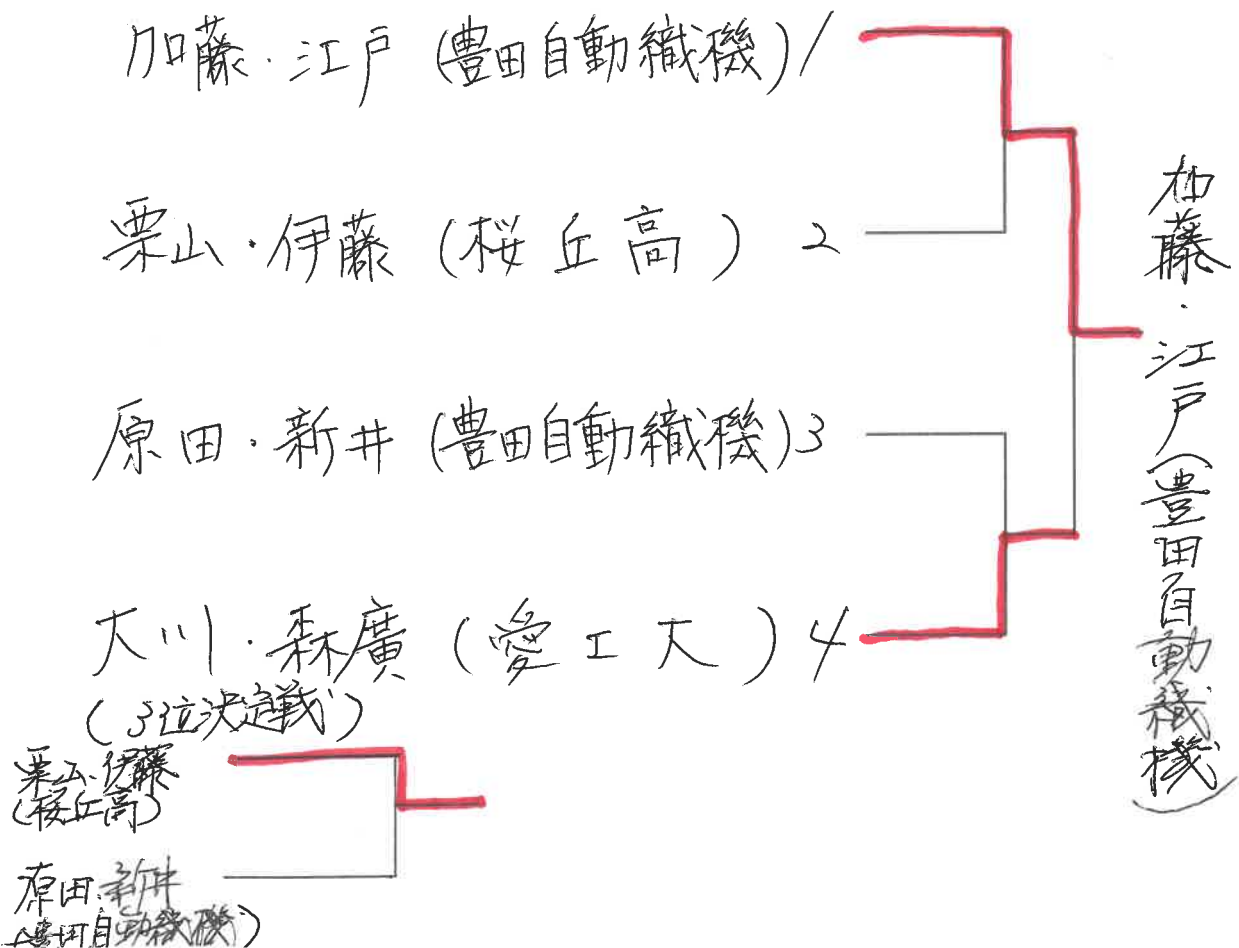 加藤・江戸(豊田自動織機)1
栗山・伊藤(桜丘高)2
原田・新井(豊田自動織機)3
大川・森廣(愛工大)4
加藤・江戸(豊田自動織機)
(3位決定戦)
栗山・伊藤
(桜丘高)
原田・新井
(豊田自動織機)